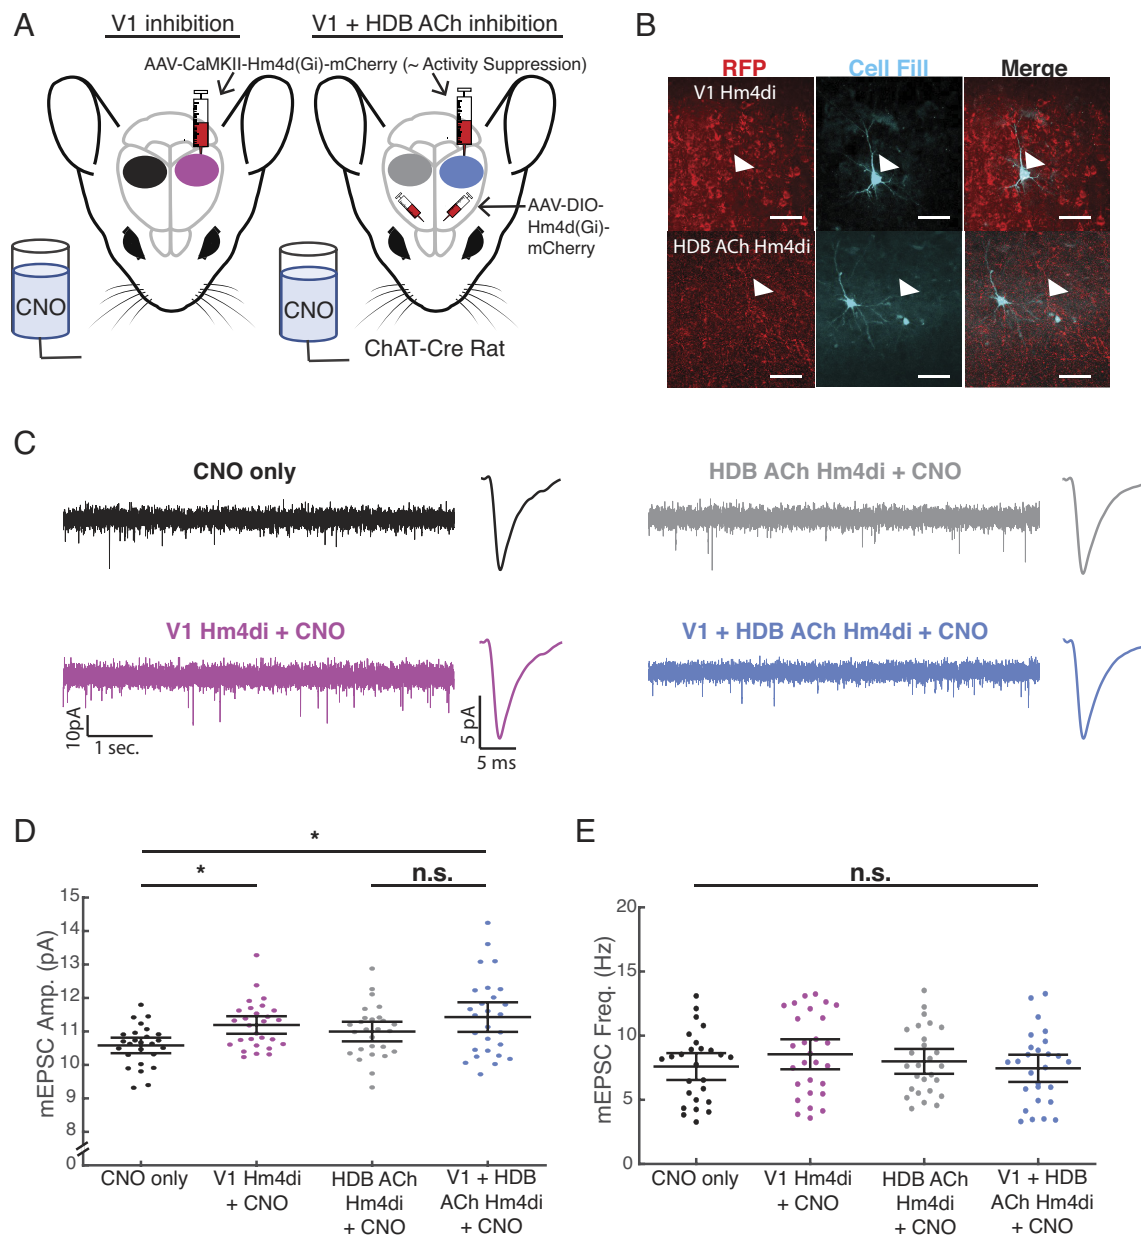 A
V1 inhibition
V1 + HDB ACh inhibition
AAV-CaMKII-Hm4d(Gi)-mCherry (~ Activity Suppression)
AAV-DIO-
Hm4d(Gi)-
mCherry
CNO
CNO
ChAT-Cre Rat
B
RFP
Cell Fill
Merge
V1 Hm4di
HDB ACh Hm4di
C
CNO only
HDB ACh Hm4di + CNO
V1 Hm4di + CNO
V1 + HDB ACh Hm4di + CNO
10pA
1 sec.
5 pA
5 ms
D
*
*
n.s.
mEPSC Amp. (pA)
15
14
13
12
11
10
9
8
0
CNO only
V1 Hm4di
+ CNO
HDB ACh
Hm4di
+ CNO
V1 + HDB
ACh Hm4di
+ CNO
E
n.s.
mEPSC Freq. (Hz)
20
15
10
5
0
CNO only
V1 Hm4di
+ CNO
HDB ACh
Hm4di
+ CNO
V1 + HDB
ACh Hm4di
+ CNO